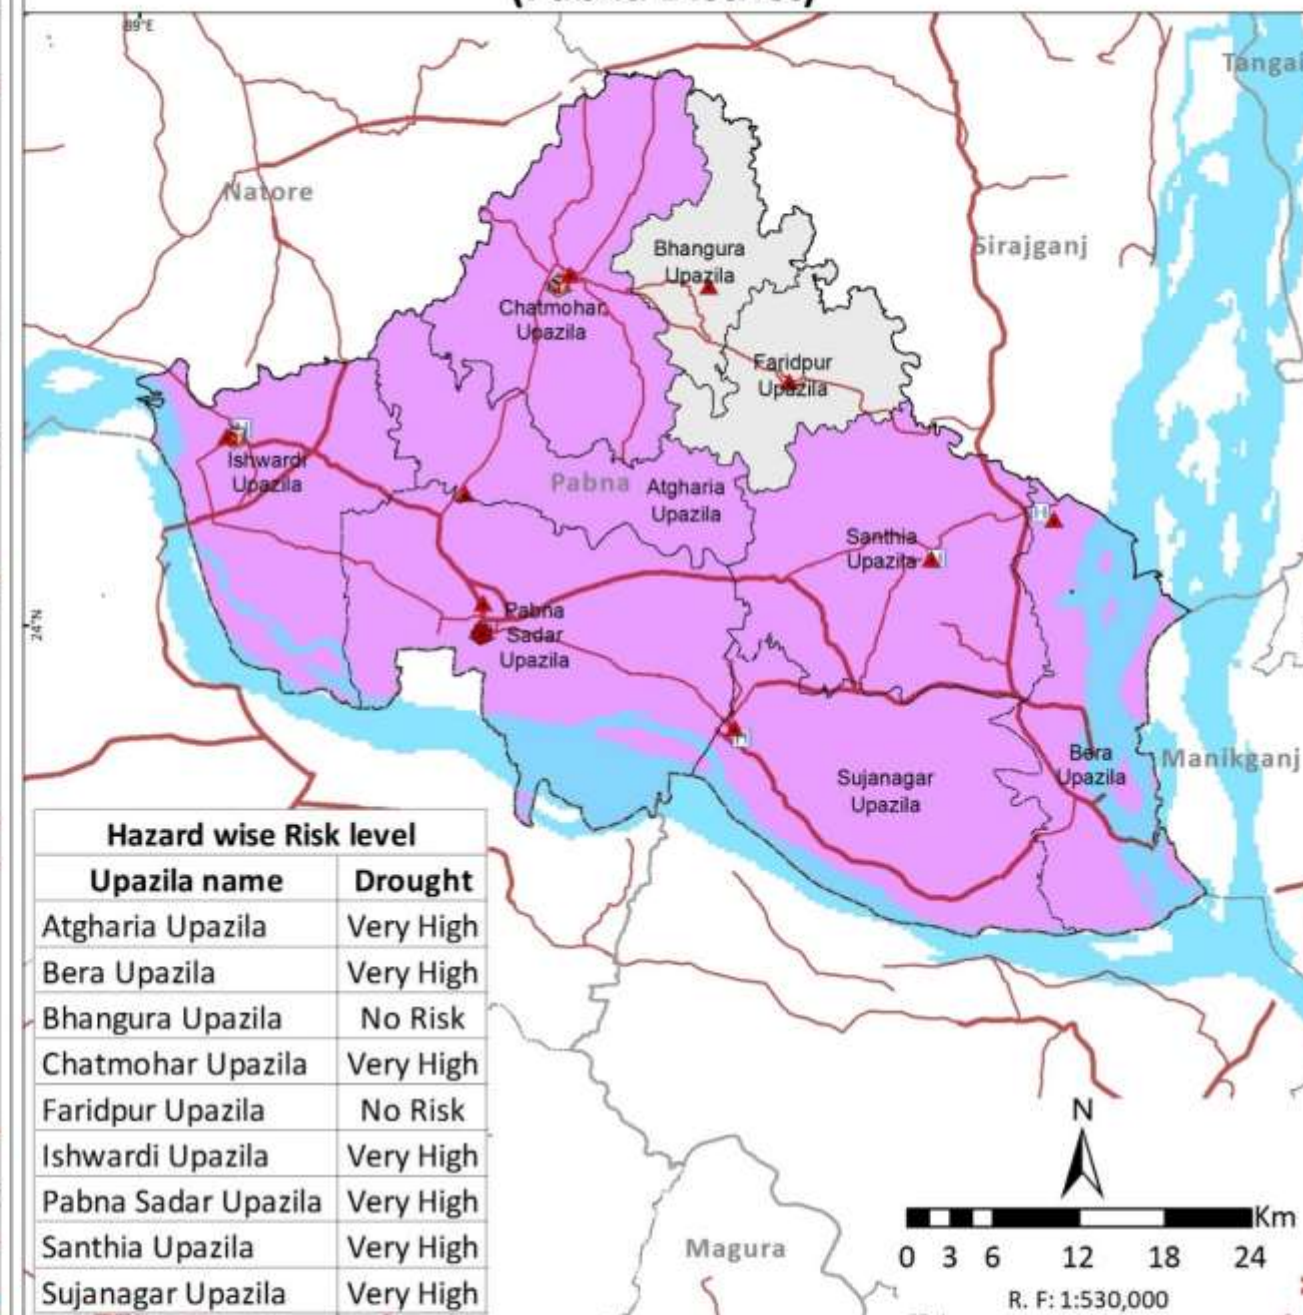 89°E
Tangai
Natore
Sirajganj
Bhangura
Upazila
Chatmohar
Upazila
Faridpur
Upazila
H
Ishwardi
Upazila
Pabna
Atgharia
Upazila
H
Santhia
Upazila
24°N
Pabna
Sadar
Upazila
H
Bera
Upazila
Manikganj
Sujanagar
Upazila
Hazard wise Risk level
Upazila name Drought
Atgharia Upazila Very High
Bera Upazila Very High
Bhangura Upazila No Risk
Chatmohar Upazila Very High
Faridpur Upazila No Risk
Ishwardi Upazila Very High
Pabna Sadar Upazila Very High
Santhia Upazila Very High
Sujanagar Upazila Very High
Magura
N
Km
0 3 6 12 18 24
R. F: 1:530,000